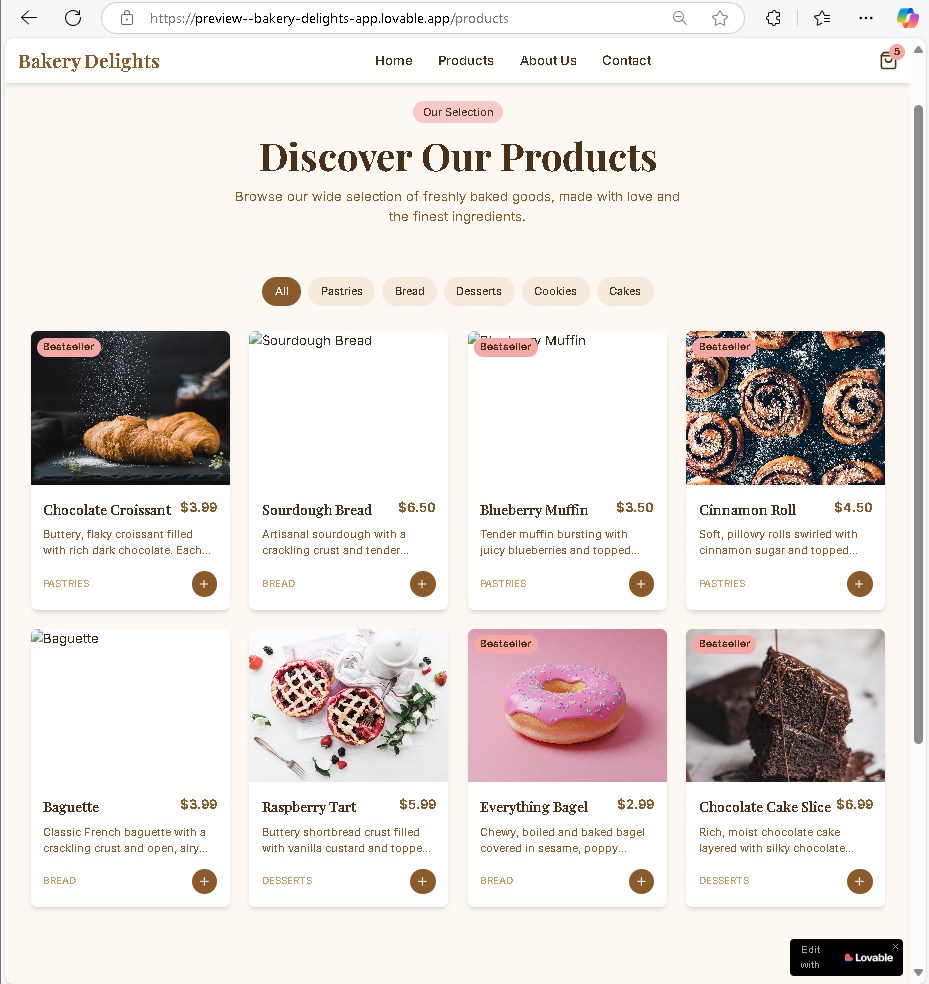 https://preview--bakery-delights-app.lovable.app/products
Bakery Delights
Home Products About Us Contact
5
Our Selection
Discover Our Products
Browse our wide selection of freshly baked goods, made with love and
the finest ingredients.
All Pastries Bread Desserts Cookies Cakes
Bestseller
Chocolate Croissant $3.99
Buttery, flaky croissant filled
with rich dark chocolate. Each...
PASTRIES
+
Sourdough Bread
Sourdough Bread $6.50
Artisanal sourdough with a
crackling crust and tender...
BREAD
+
Bestseller
Muffin
Blueberry Muffin $3.50
Tender muffin bursting with
juicy blueberries and topped...
PASTRIES
+
Bestseller
Cinnamon Roll $4.50
Soft, pillowy rolls swirled with
cinnamon sugar and topped...
PASTRIES
+
Baguette
Baguette $3.99
Classic French baguette with a
crackling crust and open, airy...
BREAD
+
Raspberry Tart $5.99
Buttery shortbread crust filled
with vanilla custard and toppe...
DESSERTS
+
Bestseller
Everything Bagel $2.99
Chewy, boiled and baked bagel
covered in sesame, poppy...
BREAD
+
Bestseller
Chocolate Cake Slice $6.99
Rich, moist chocolate cake
layered with silky chocolate...
DESSERTS
+
Edit
with
Lovable